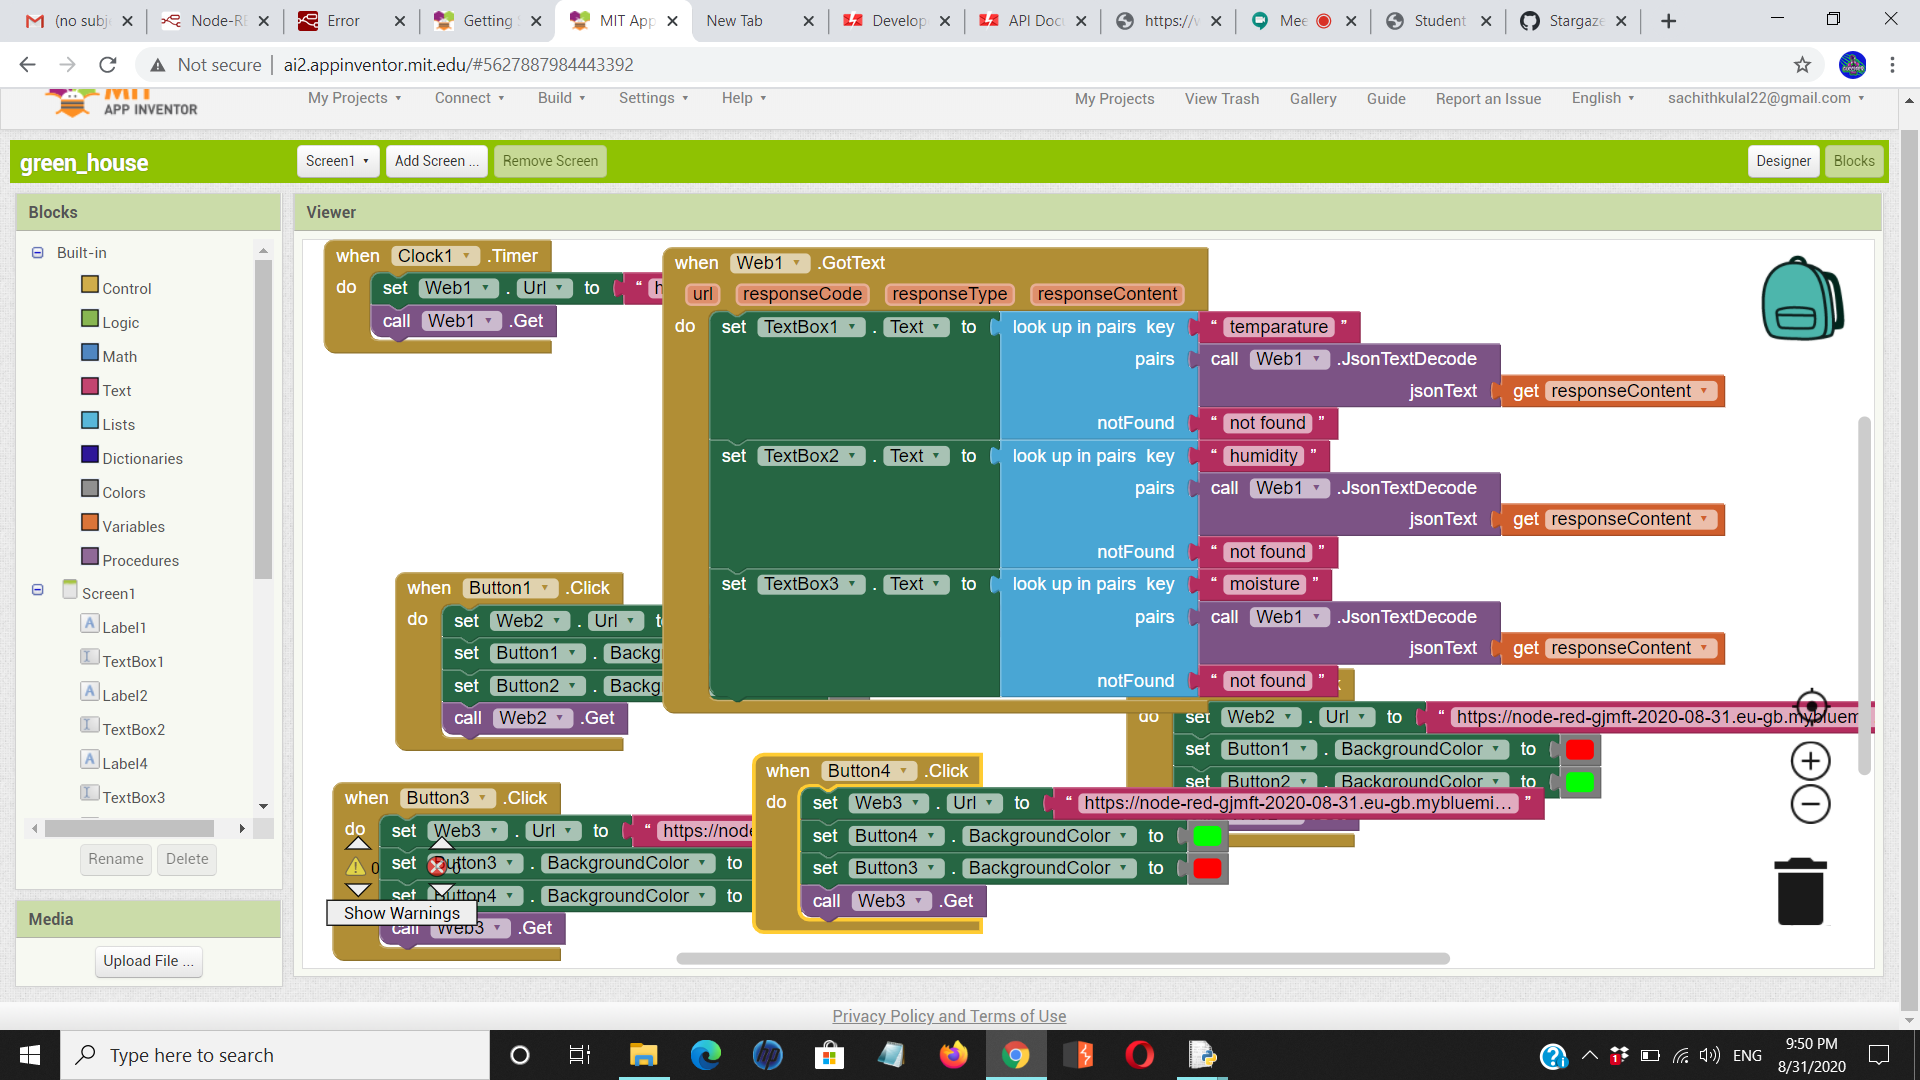 (no subj
Node-RE
Error
Getting
MIT App
New Tab
Develop
API Doc
https://v
Mee
Student
Stargaze
Not secure
ai2.appinventor.mit.edu/#5627887984443392
MIT
APP INVENTOR
My Projects
Connect
Build
Settings
Help
My Projects
View Trash
Gallery
Guide
Report an Issue
English
sachithkulal22@gmail.com
green_house
Screen1
Add Screen ...
Remove Screen
Designer
Blocks
Blocks
Viewer
Built-in
Control
Logic
Math
Text
Lists
Dictionaries
Colors
Variables
Procedures
Screen1
Label1
TextBox1
Label2
TextBox2
Label4
TextBox3
Rename
Delete
Media
Upload File ...
when Clock1 .Timer
do set Web1 . Url to “ h
call Web1 .Get
when Web1 .GotText
url responseCode responseType responseContent
do set TextBox1 . Text to look up in pairs key “ temparature ”
pairs call Web1 .JsonTextDecode
jsonText get responseContent
notFound “ not found ”
set TextBox2 . Text to look up in pairs key “ humidity ”
pairs call Web1 .JsonTextDecode
jsonText get responseContent
notFound “ not found ”
set TextBox3 . Text to look up in pairs key “ moisture ”
pairs call Web1 .JsonTextDecode
jsonText get responseContent
notFound “ not found ”
when Button1 .Click
do set Web2 . Url t
set Button1 . Backg
set Button2 . Backg
call Web2 .Get
do set Web2 . Url to “ https://node-red-gjmft-2020-08-31.eu-gb.mybluem
set Button1 . BackgroundColor to
set Button2 . BackgroundColor to
when Button3 .Click
do set Web3 . Url to “ https://node
set Button3 . BackgroundColor to
set Button4 . BackgroundColor to
call Web3 .Get
0
0
Show Warnings
when Button4 .Click
do set Web3 . Url to “ https://node-red-gjmft-2020-08-31.eu-gb.mybluemi... ”
set Button4 . BackgroundColor to
set Button3 . BackgroundColor to
call Web3 .Get
Privacy Policy and Terms of Use
Type here to search
ENG
9:50 PM
8/31/2020